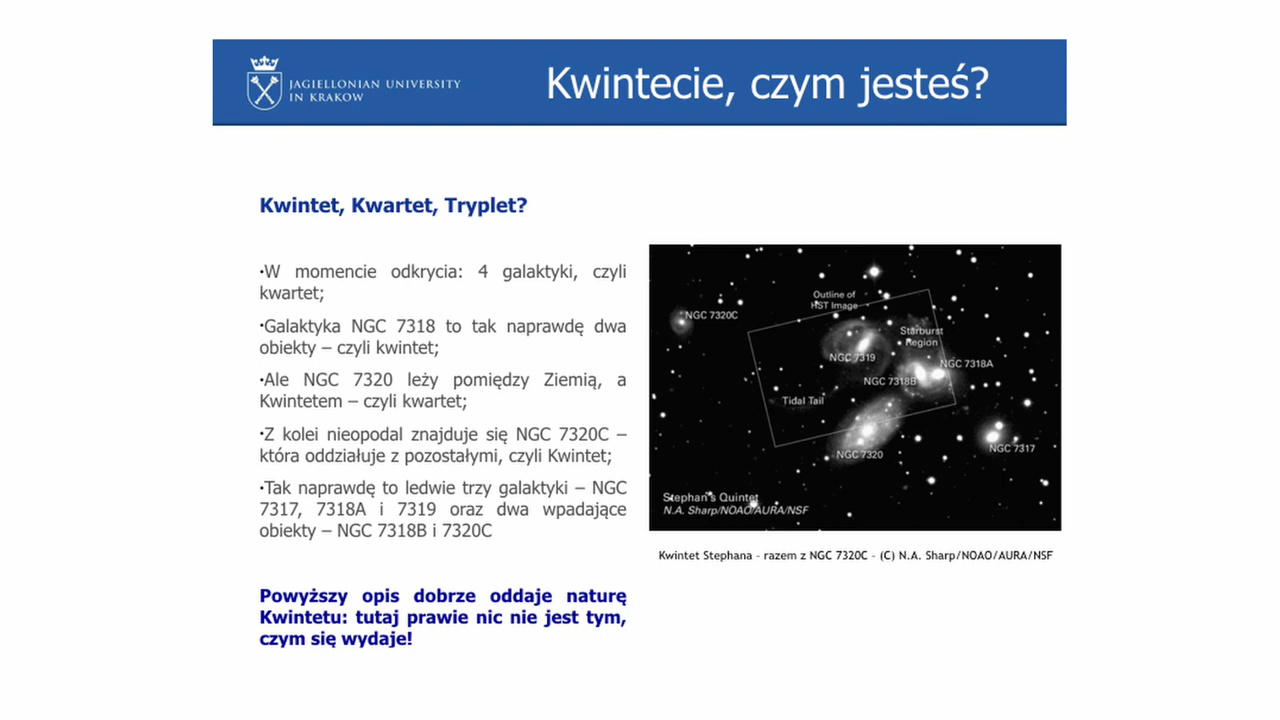 JAGIELLONIAN UNIVERSITY
IN KRAKOW
Kwintecie, czym jesteś?
Kwintet, Kwartet, Tryplet?
·W momencie odkrycia: 4 galaktyki, czyli
kwartet;
·Galaktyka NGC 7318 to tak naprawdę dwa
obiekty – czyli kwintet;
·Ale NGC 7320 leży pomiędzy Ziemią, a
Kwintetem – czyli kwartet;
·Z kolei nieopodal znajduje się NGC 7320C –
która oddziałuje z pozostałymi, czyli Kwintet;
·Tak naprawdę to ledwie trzy galaktyki – NGC
7317, 7318A i 7319 oraz dwa wpadające
obiekty – NGC 7318B i 7320C
Powyższy opis dobrze oddaje naturę
Kwintetu: tutaj prawie nic nie jest tym,
czym się wydaje!
Outline of
HST Image
NGC 7320C
Starburst
Region
NGC 7319
NGC 7318A
NGC 7318B
Tidal Tail
NGC 7320
NGC 7317
Stephan's Quintet
N.A. Sharp/NOAO/AURA/NSF
Kwintet Stephana - razem z NGC 7320C - (C) N.A. Sharp/NOAO/AURA/NSF